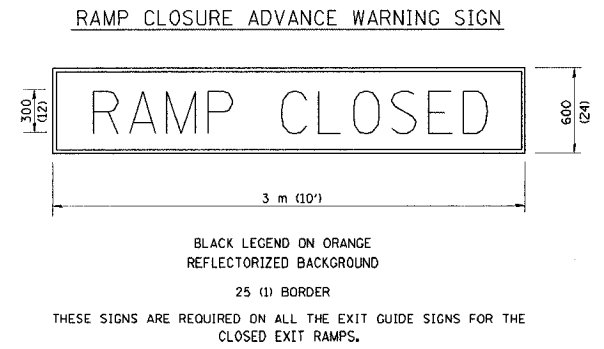 RAMP CLOSURE ADVANCE WARNING SIGN
RAMP CLOSED
300
(12)
600
(24)
3 m (10')
BLACK LEGEND ON ORANGE
REFLECTORIZED BACKGROUND
25 (1) BORDER
THESE SIGNS ARE REQUIRED ON ALL THE EXIT GUIDE SIGNS FOR THE
CLOSED EXIT RAMPS.